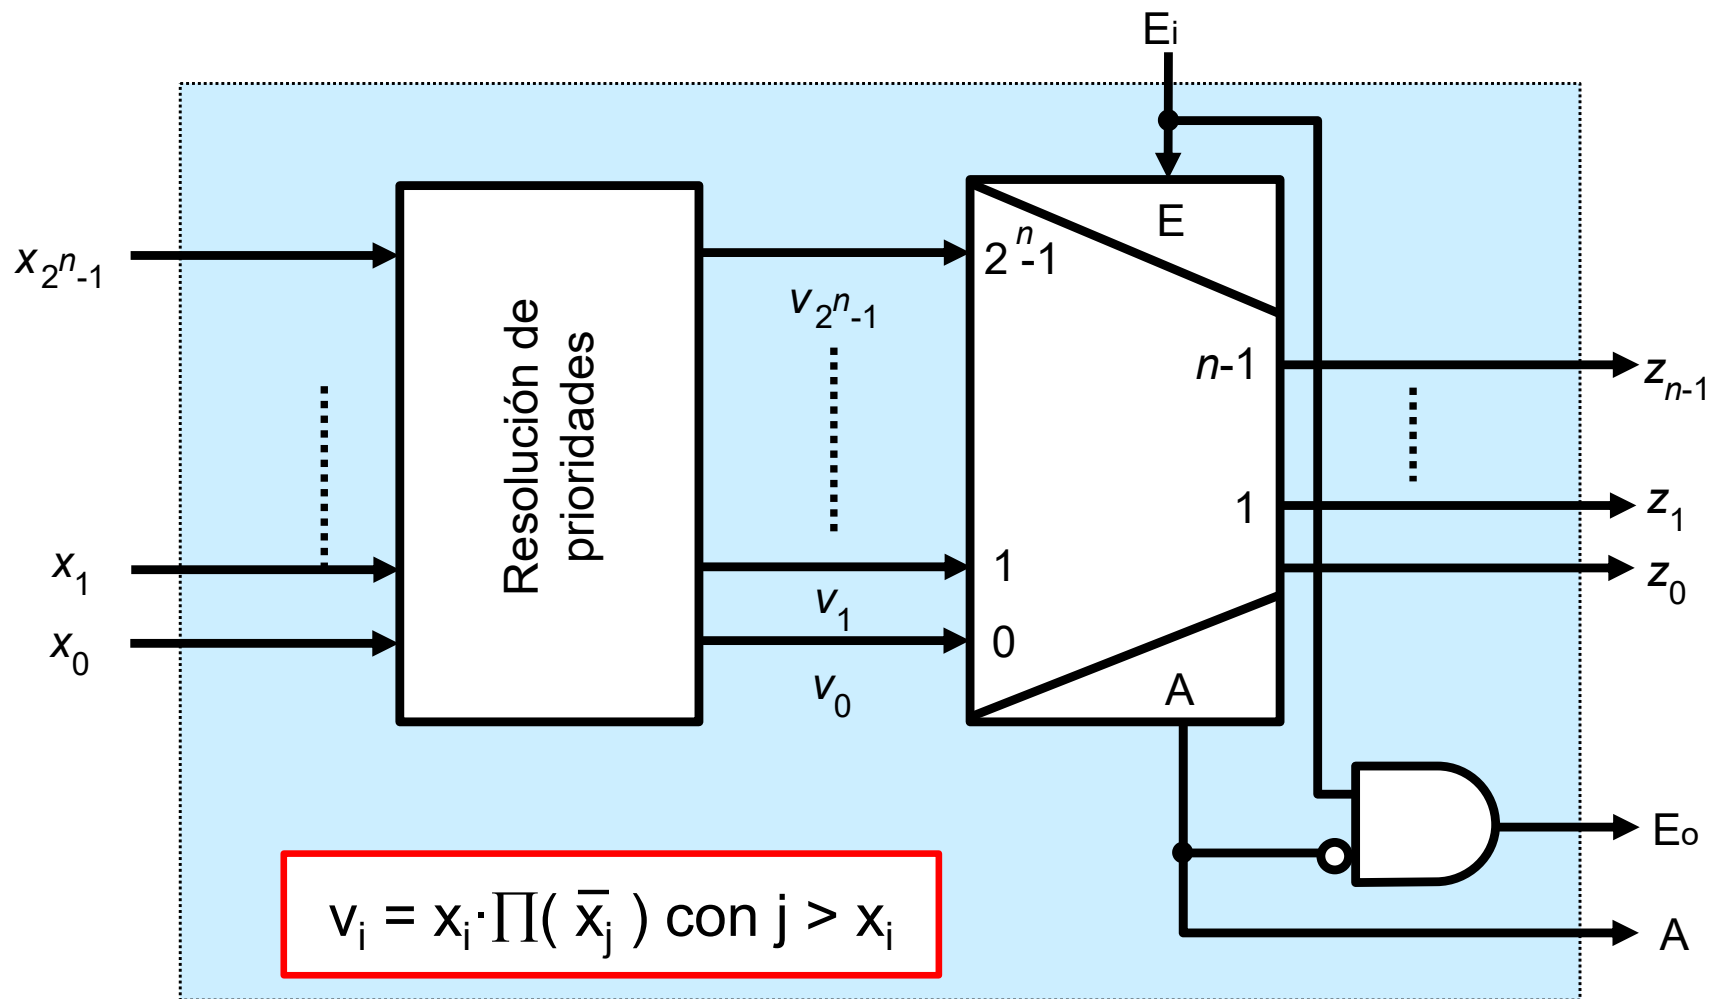 Ei
E
x2ⁿ-1
2ⁿ-1
v2ⁿ-1
Resolución de
prioridades
n-1
zn-1
1
z1
x1
1
z0
v1
x0
0
v0
A
Eo
vi = xi·∏( x̄j ) con j > xi
A